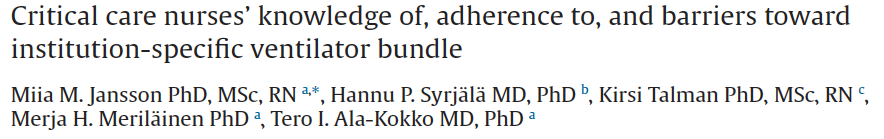 Critical care nurses’ knowledge of, adherence to, and barriers toward
institution-specific ventilator bundle
Miia M. Jansson PhD, MSc, RN a,*, Hannu P. Syrjälä MD, PhD b, Kirsi Talman PhD, MSc, RN c,
Merja H. Meriläinen PhD a, Tero I. Ala-Kokko MD, PhD a